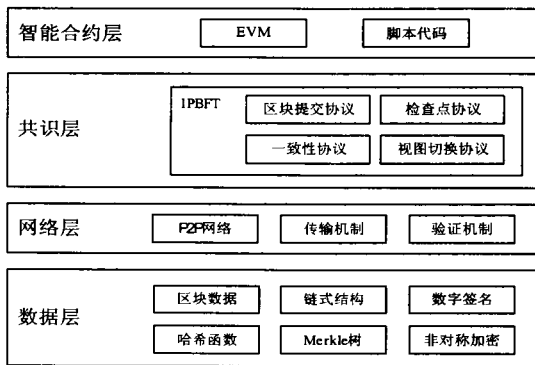 智能合约层
EVM
脚本代码
共识层
IPBFT
区块提交协议
检查点协议
一致性协议
视图切换协议
网络层
P2P网络
传输机制
验证机制
数据层
区块数据
链式结构
数字签名
哈希函数
Merkle树
非对称加密